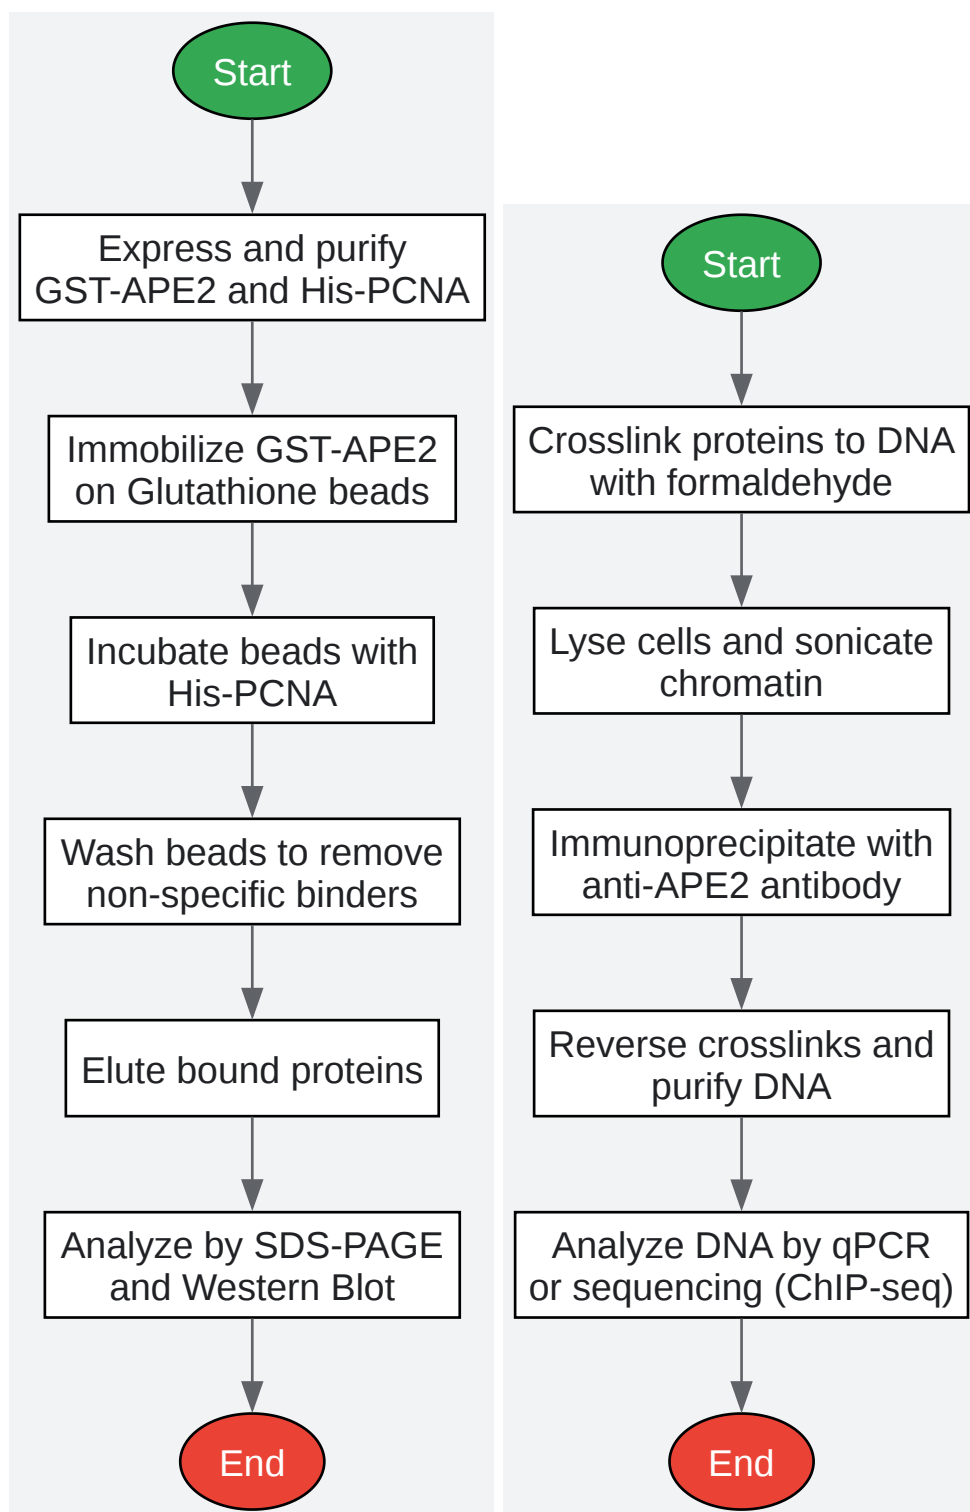 Start
Express and purify
GST-APE2 and His-PCNA
Immobilize GST-APE2
on Glutathione beads
Incubate beads with
His-PCNA
Wash beads to remove
non-specific binders
Elute bound proteins
Analyze by SDS-PAGE
and Western Blot
End
Start
Crosslink proteins to DNA
with formaldehyde
Lyse cells and sonicate
chromatin
Immunoprecipitate with
anti-APE2 antibody
Reverse crosslinks and
purify DNA
Analyze DNA by qPCR
or sequencing (ChIP-seq)
End